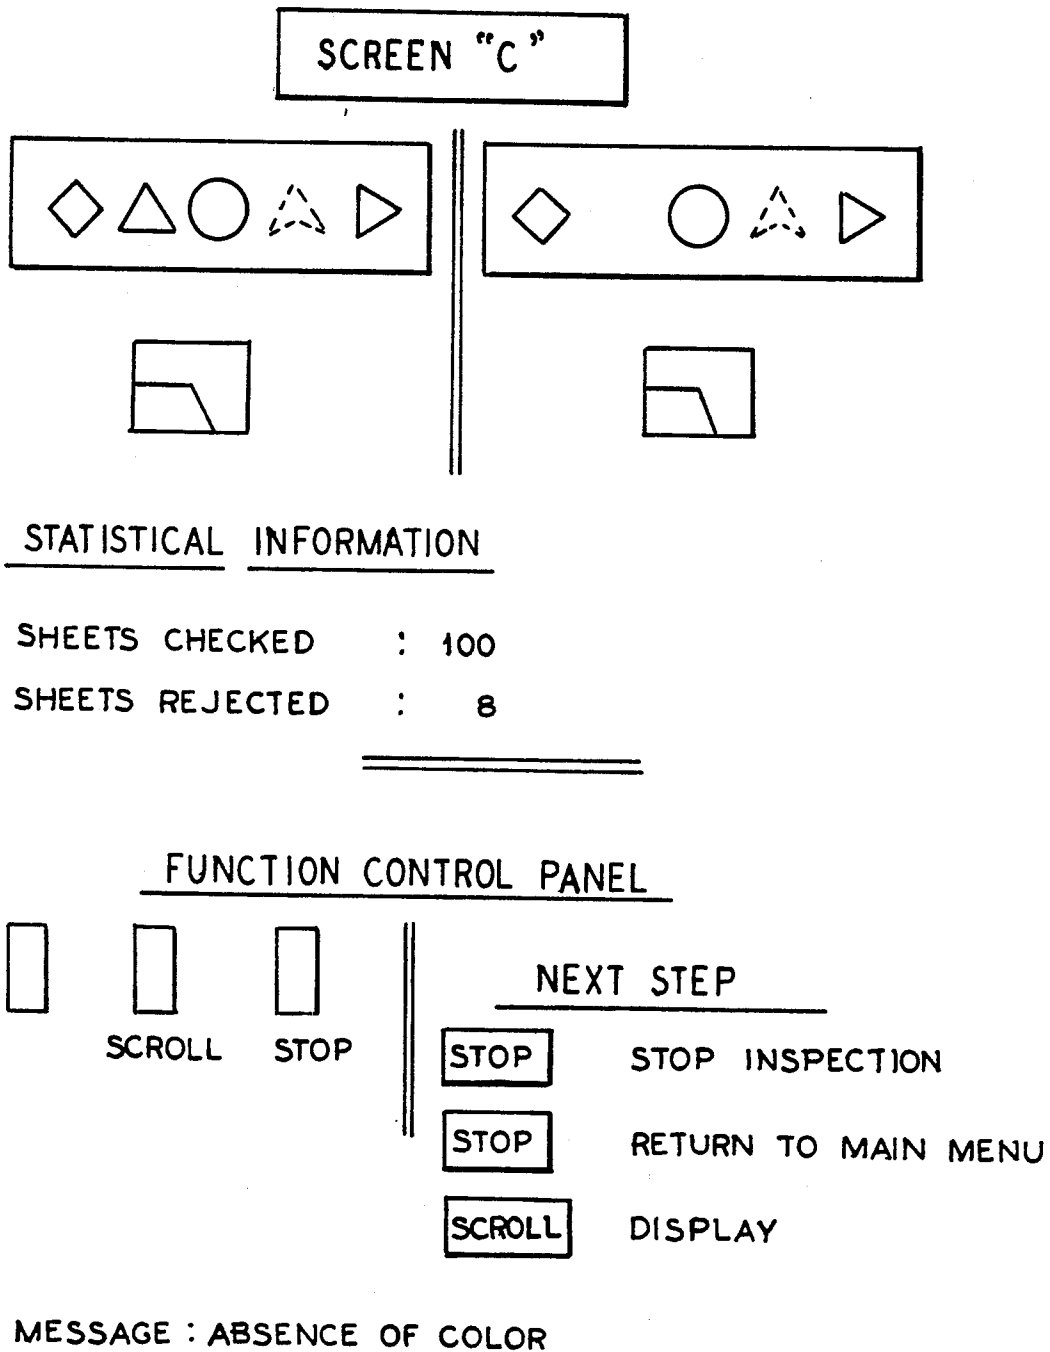 SCREEN "C"
STATISTICAL INFORMATION
SHEETS CHECKED : 100
SHEETS REJECTED : 8
FUNCTION CONTROL PANEL
SCROLL STOP
NEXT STEP
STOP STOP INSPECTION
STOP RETURN TO MAIN MENU
SCROLL DISPLAY
MESSAGE : ABSENCE OF COLOR